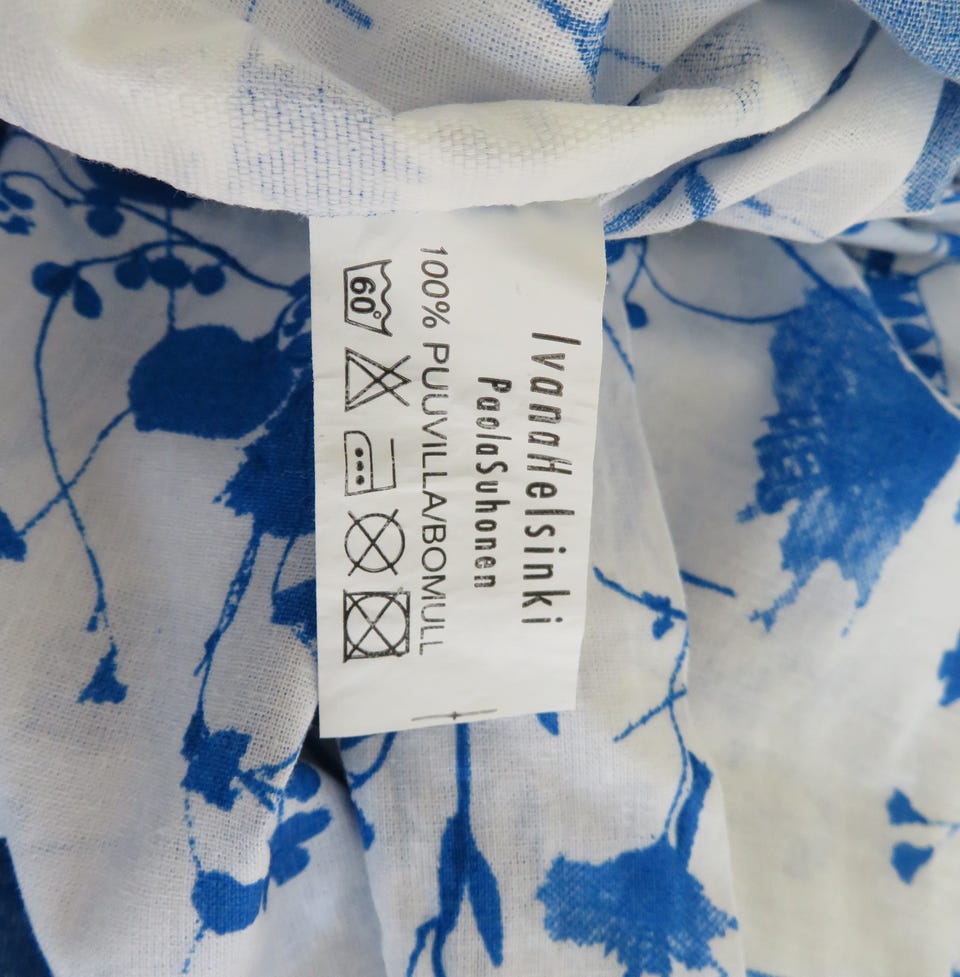 IvanaHelsinki
PaolaSuhonen
100% PUUVILLA/BOMULL
60°